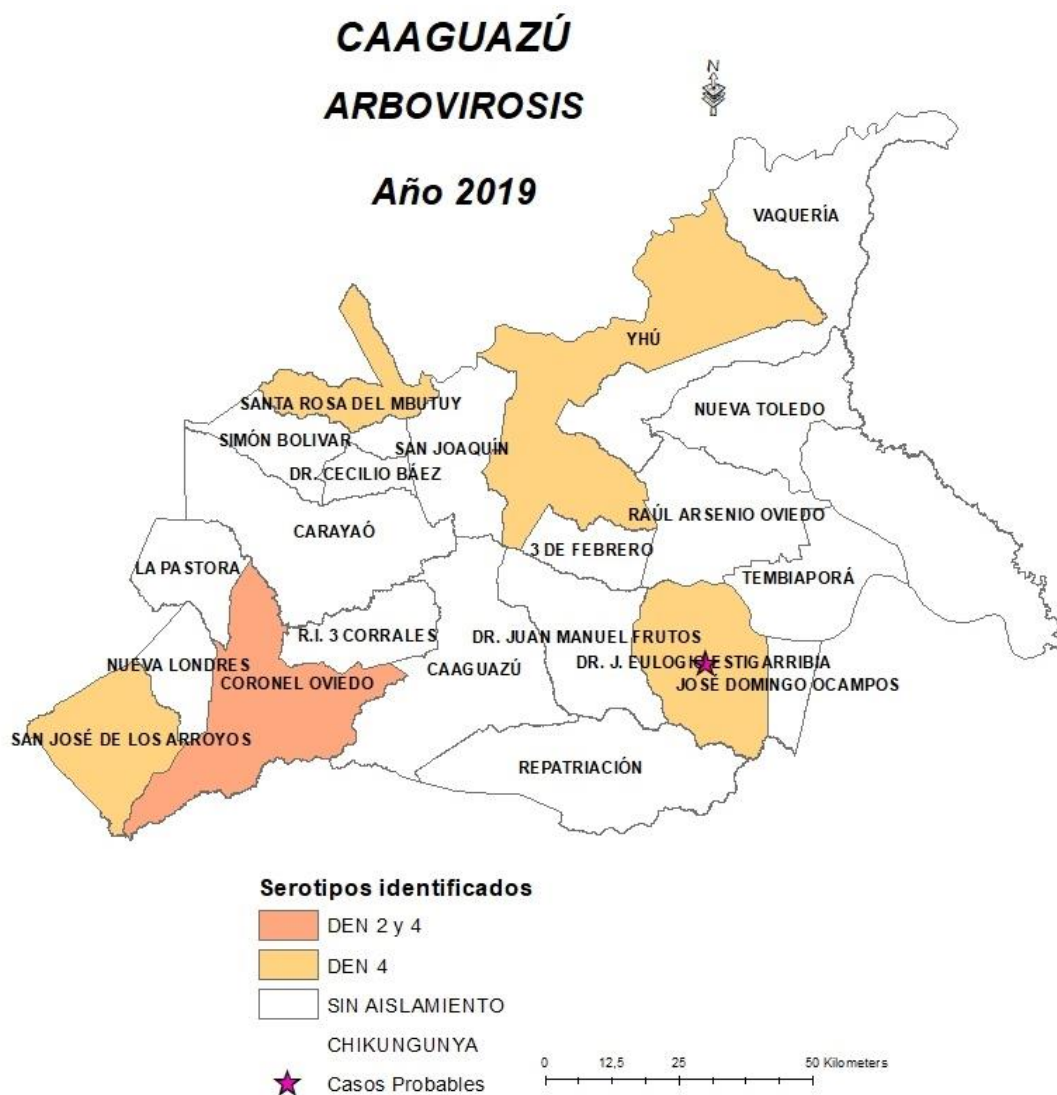 CAAGUAZÚ
ARBOVIROSIS
Año 2019
N
VAQUERÍA
YHÚ
SANTA ROSA DEL MBUTUY
NUEVA TOLEDO
SIMÓN BOLIVAR
SAN JOAQUÍN
DR. CECILIO BÁEZ
RAÚL ARSENIO OVIEDO
CARAYAÓ
3 DE FEBRERO
LA PASTORA
TEMBIAPORÁ
R.I. 3 CORRALES
DR. JUAN MANUEL FRUTOS
NUEVA LONDRES
CAAGUAZÚ
DR. J. EULOGIO ESTIGARRIBIA
CORONEL OVIEDO
JOSÉ DOMINGO OCAMPOS
SAN JOSÉ DE LOS ARROYOS
REPATRIACIÓN
Serotipos identificados
DEN 2 y 4
DEN 4
SIN AISLAMIENTO
CHIKUNGUNYA
Casos Probables
0 12,5 25 50 Kilometers